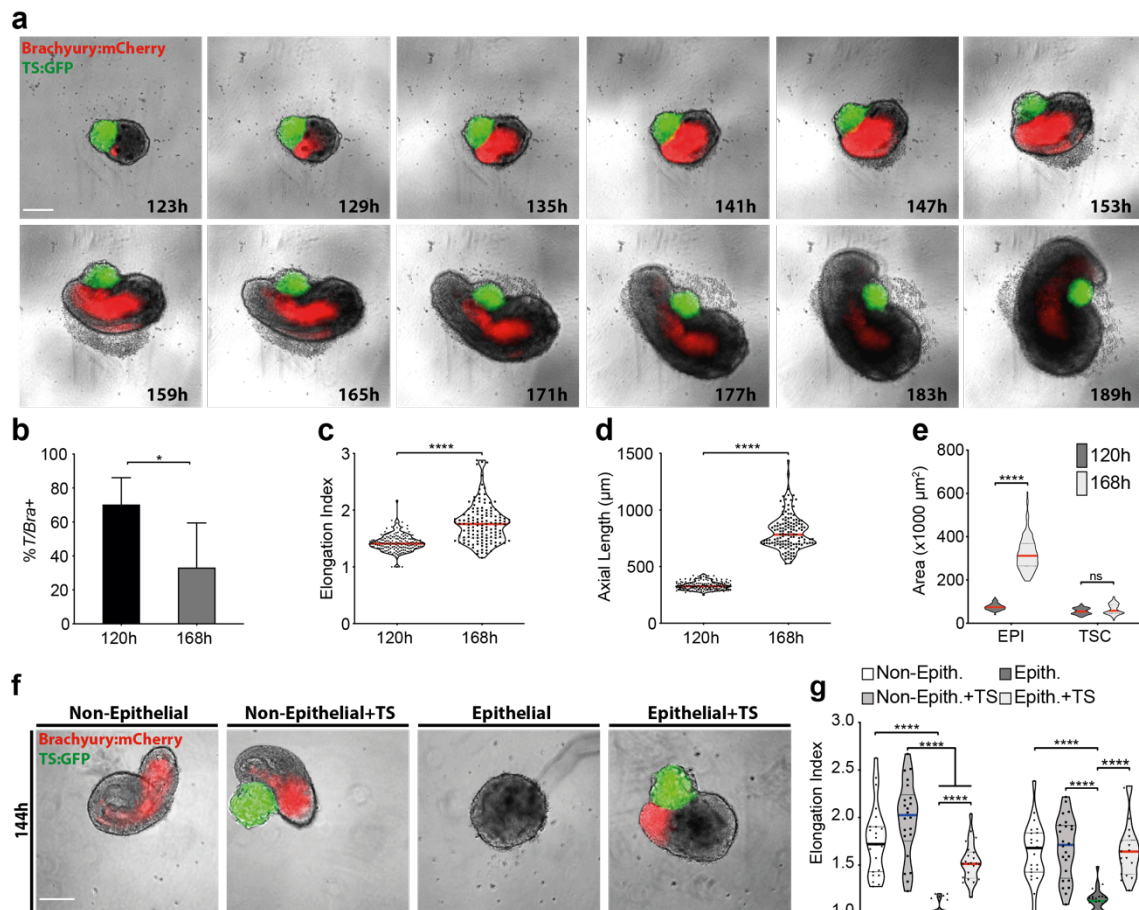 a
Brachyury:mCherry
TS:GFP
123h
129h
135h
141h
147h
153h
159h
165h
171h
177h
183h
189h
b
%T/Bra+
100
80
60
40
20
0
*
120h
168h
c
Elongation Index
3
2
1
0
****
120h
168h
d
Axial Length (µm)
1500
1000
500
0
****
120h
168h
e
Area (x1000 µm²)
800
600
400
200
0
****
ns
120h
168h
EPI
TSC
f
Non-Epithelial
Non-Epithelial+TS
Epithelial
Epithelial+TS
144h
Brachyury:mCherry
TS:GFP
g
Non-Epith.
Epith.
Non-Epith.+TS
Epith.+TS
Elongation Index
3.0
2.5
2.0
1.5
1.0
****
****
****
****
****
****